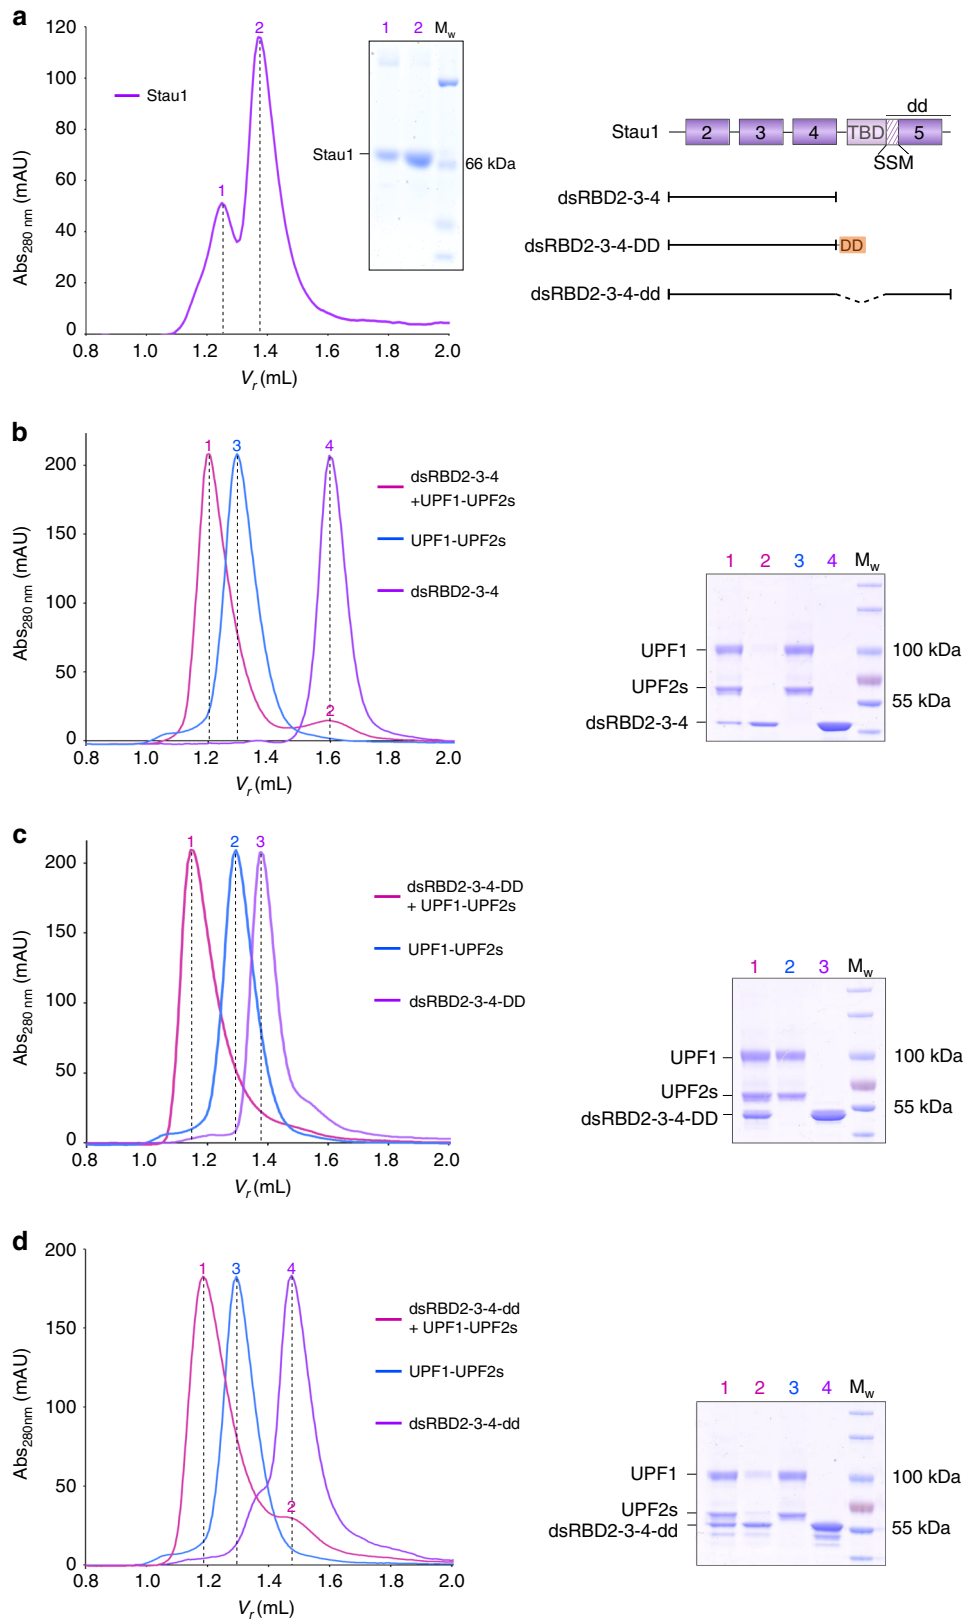 a
120
100
80
60
40
20
0
Abs280 nm (mAU)
0.8 1.0 1.2 1.4 1.6 1.8 2.0
Vr (mL)
Stau1
1
2
1 2 Mw
Stau1
66 kDa
dd
Stau1 2 3 4 TBD 5
SSM
dsRBD2-3-4
dsRBD2-3-4-DD DD
dsRBD2-3-4-dd
b
200
150
100
50
0
Abs280 nm (mAU)
0.8 1.0 1.2 1.4 1.6 1.8 2.0
Vr (mL)
1 3 4
2
dsRBD2-3-4
+UPF1-UPF2s
UPF1-UPF2s
dsRBD2-3-4
1 2 3 4 Mw
UPF1
UPF2s
dsRBD2-3-4
100 kDa
55 kDa
c
200
150
100
50
0
Abs280 nm (mAU)
0.8 1.0 1.2 1.4 1.6 1.8 2.0
Vr (mL)
1 2 3
dsRBD2-3-4-DD
+ UPF1-UPF2s
UPF1-UPF2s
dsRBD2-3-4-DD
1 2 3 Mw
UPF1
UPF2s
dsRBD2-3-4-DD
100 kDa
55 kDa
d
200
150
100
50
0
Abs280nm (mAU)
0.8 1.0 1.2 1.4 1.6 1.8 2.0
Vr (mL)
1 3 4
2
dsRBD2-3-4-dd
+ UPF1-UPF2s
UPF1-UPF2s
dsRBD2-3-4-dd
1 2 3 4 Mw
UPF1
UPF2s
dsRBD2-3-4-dd
100 kDa
55 kDa